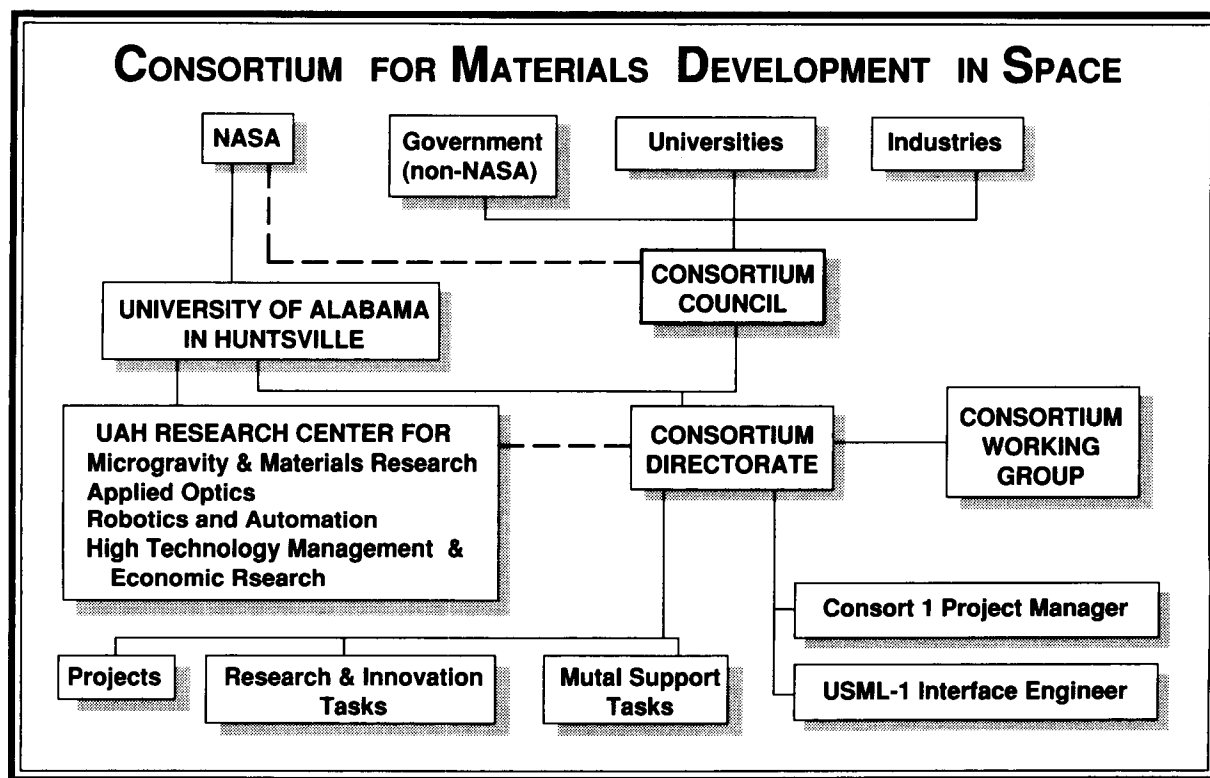 CONSORTIUM FOR MATERIALS DEVELOPMENT IN SPACE
NASA
Government
(non-NASA)
Universities
Industries
CONSORTIUM
COUNCIL
UNIVERSITY OF ALABAMA
IN HUNTSVILLE
UAH RESEARCH CENTER FOR
Microgravity & Materials Research
Applied Optics
Robotics and Automation
High Technology Management &
Economic Rsearch
CONSORTIUM
DIRECTORATE
CONSORTIUM
WORKING
GROUP
Consort 1 Project Manager
USML-1 Interface Engineer
Projects
Research & Innovation
Tasks
Mutal Support
Tasks